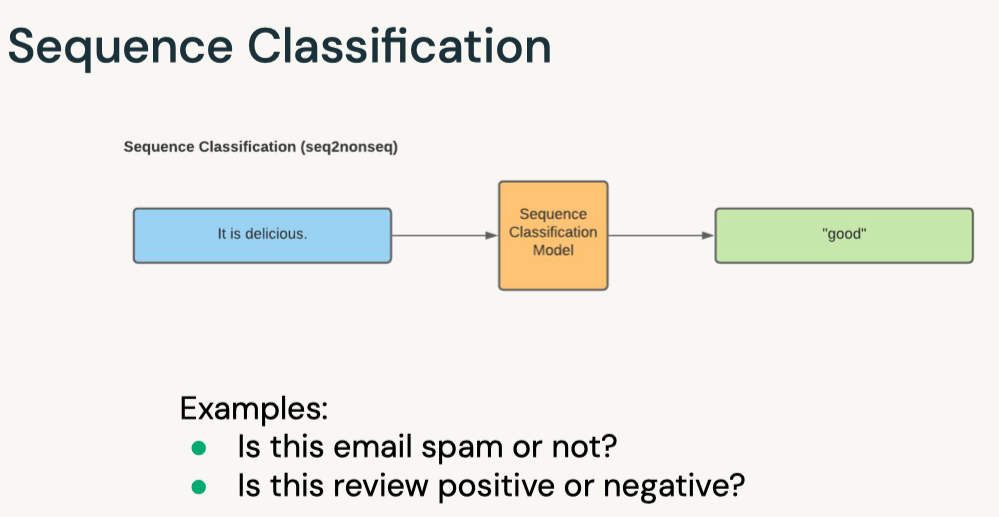 Sequence Classification
Sequence Classification (seq2nonseq)
It is delicious.
Sequence
Classification
Model
"good"
Examples:
● Is this email spam or not?
● Is this review positive or negative?